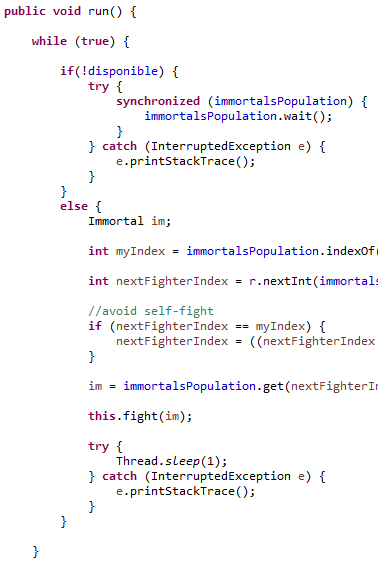 public void run() {
while (true) {
if(!disponible) {
try {
synchronized (immortalsPopulation) {
immortalsPopulation.wait();
}
} catch (InterruptedException e) {
e.printStackTrace();
}
}
else {
Immortal im;
int myIndex = immortalsPopulation.indexOf(
int nextFighterIndex = r.nextInt(immortals
//avoid self-fight
if (nextFighterIndex == myIndex) {
nextFighterIndex = ((nextFighterIndex
}
im = immortalsPopulation.get(nextFighterIn
this.fight(im);
try {
Thread.sleep(1);
} catch (InterruptedException e) {
e.printStackTrace();
}
}
}